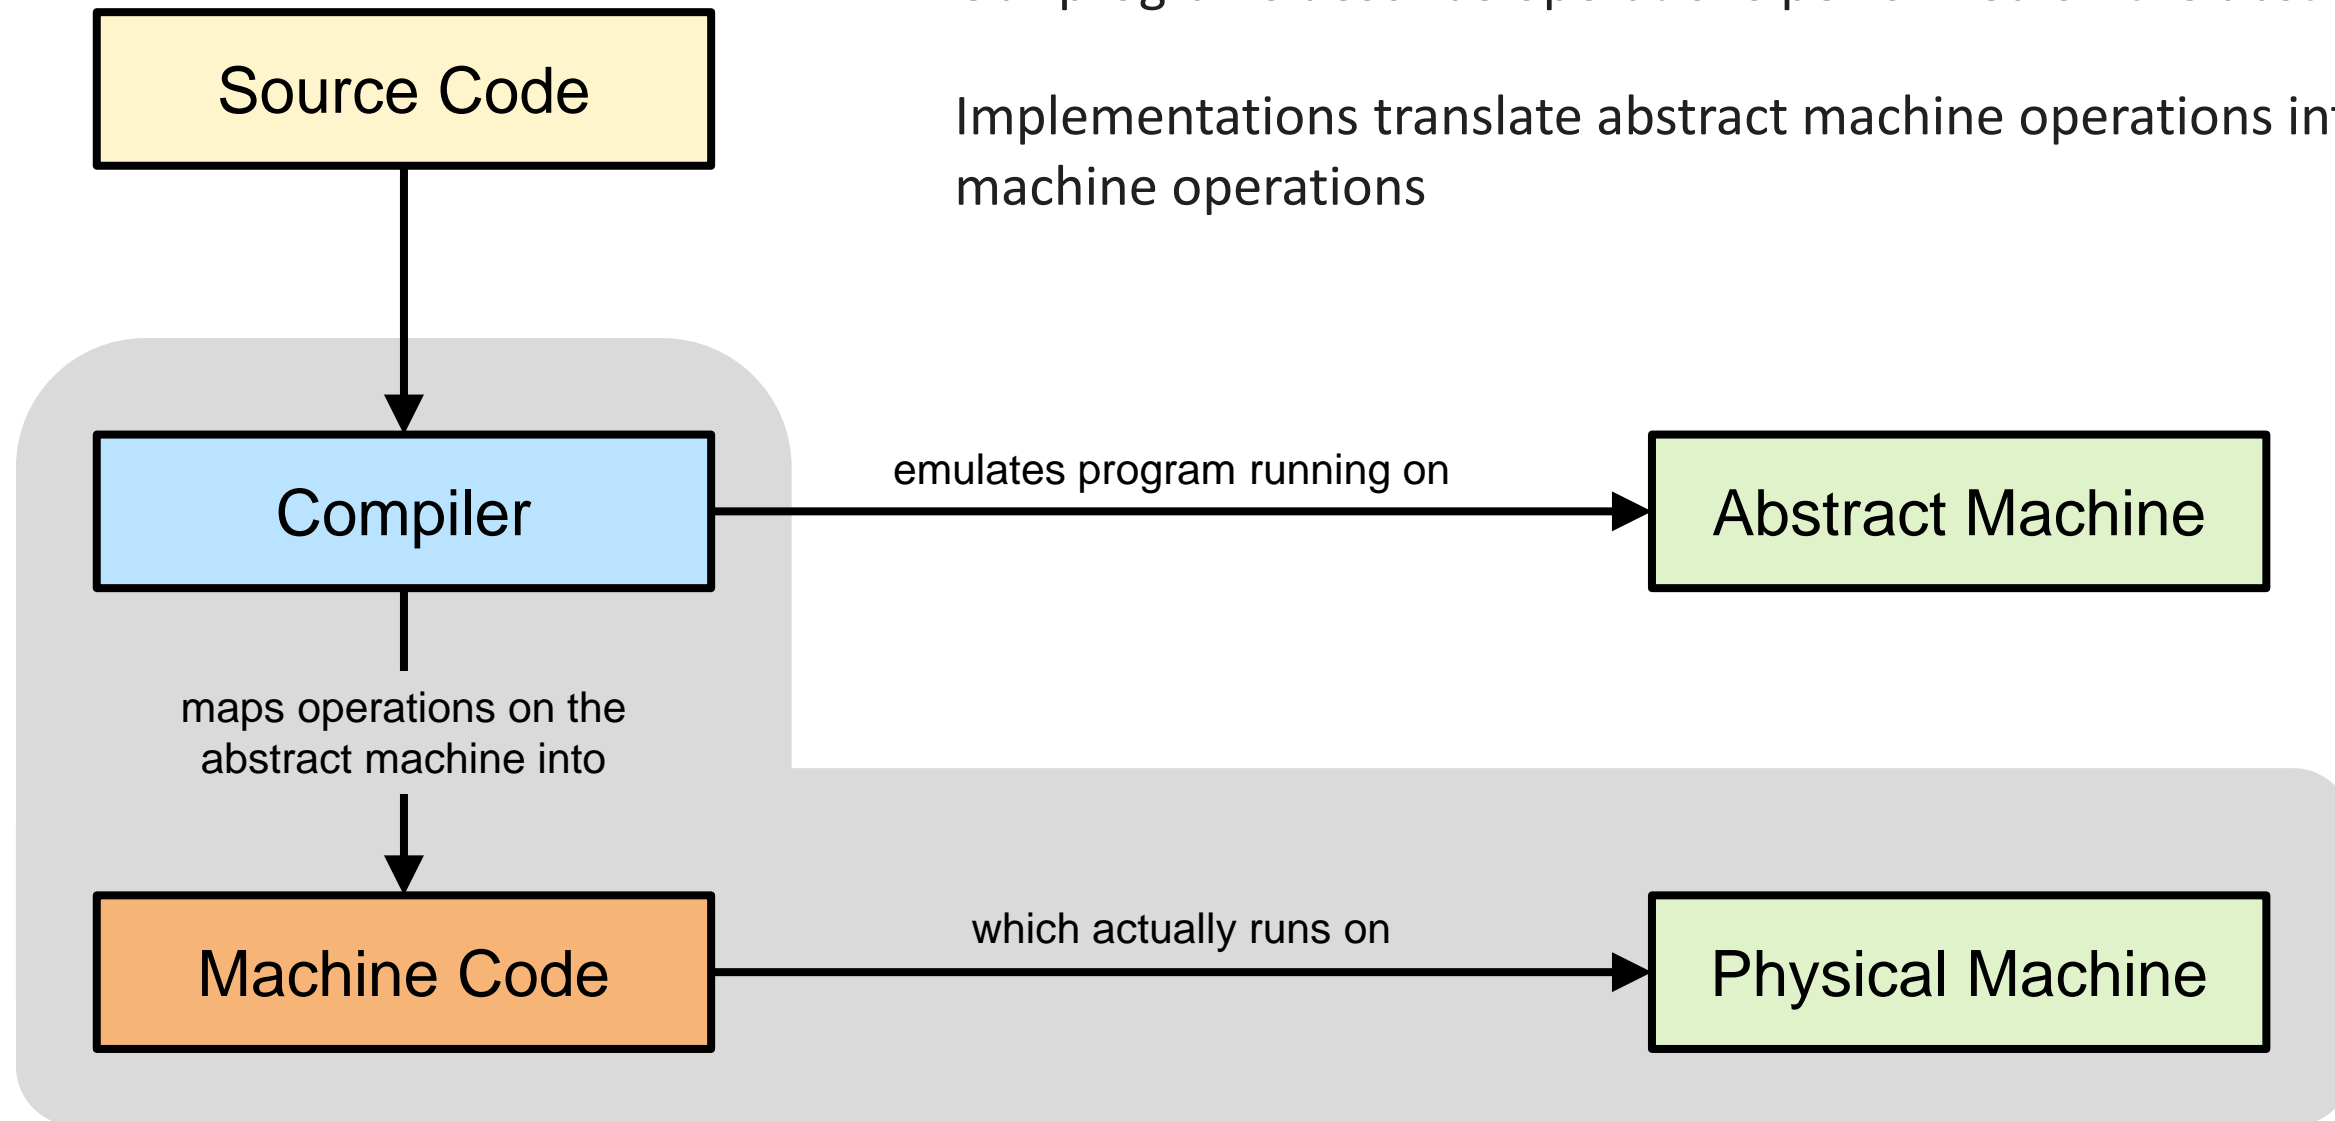 Source Code
Implementations translate abstract machine operations
machine operations
Compiler
emulates program running on
Abstract Machine
maps operations on the
abstract machine into
Machine Code
which actually runs on
Physical Machine